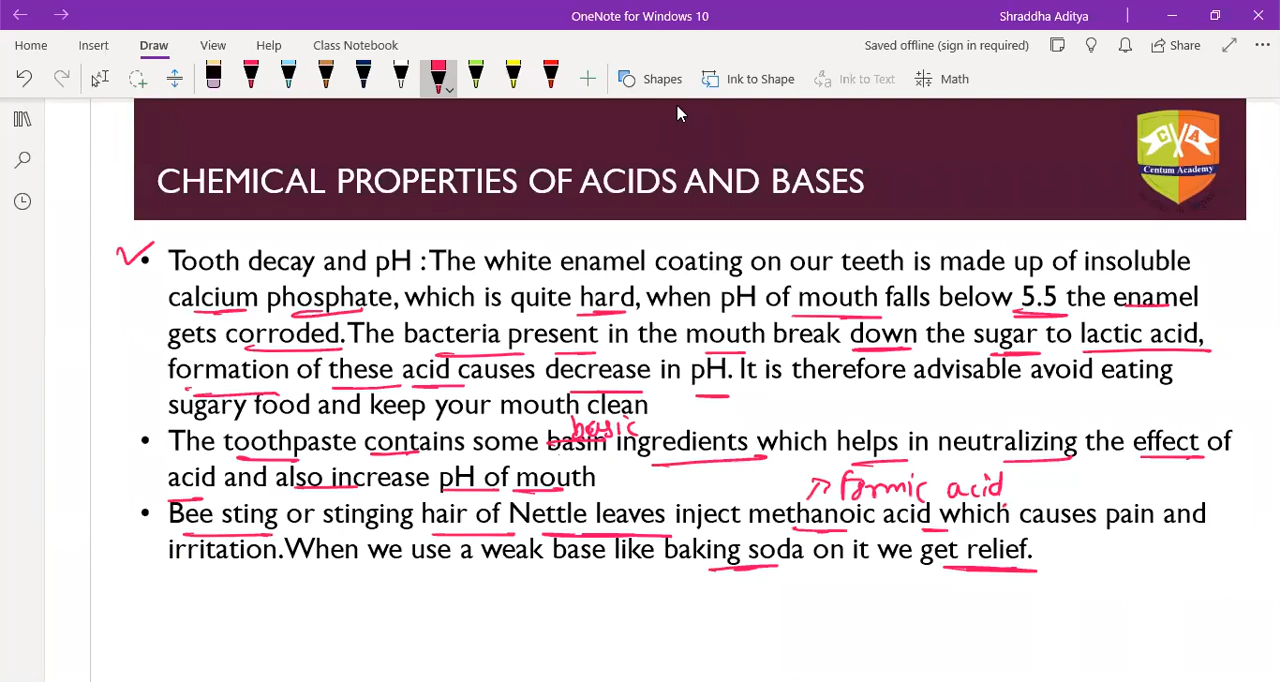 OneNote for Windows 10
Shraddha Aditya
Home Insert Draw View Help Class Notebook
Saved offline (sign in required) Share
Shapes Ink to Shape Ink to Text Math
CHEMICAL PROPERTIES OF ACIDS AND BASES
C A
Centum Academy
• Tooth decay and pH : The white enamel coating on our teeth is made up of insoluble
calcium phosphate, which is quite hard, when pH of mouth falls below 5.5 the enamel
gets corroded. The bacteria present in the mouth break down the sugar to lactic acid,
formation of these acid causes decrease in pH. It is therefore advisable avoid eating
sugary food and keep your mouth clean
basic
• The toothpaste contains some basin ingredients which helps in neutralizing the effect of
acid and also increase pH of mouth
Formic acid
• Bee sting or stinging hair of Nettle leaves inject methanoic acid which causes pain and
irritation. When we use a weak base like baking soda on it we get relief.